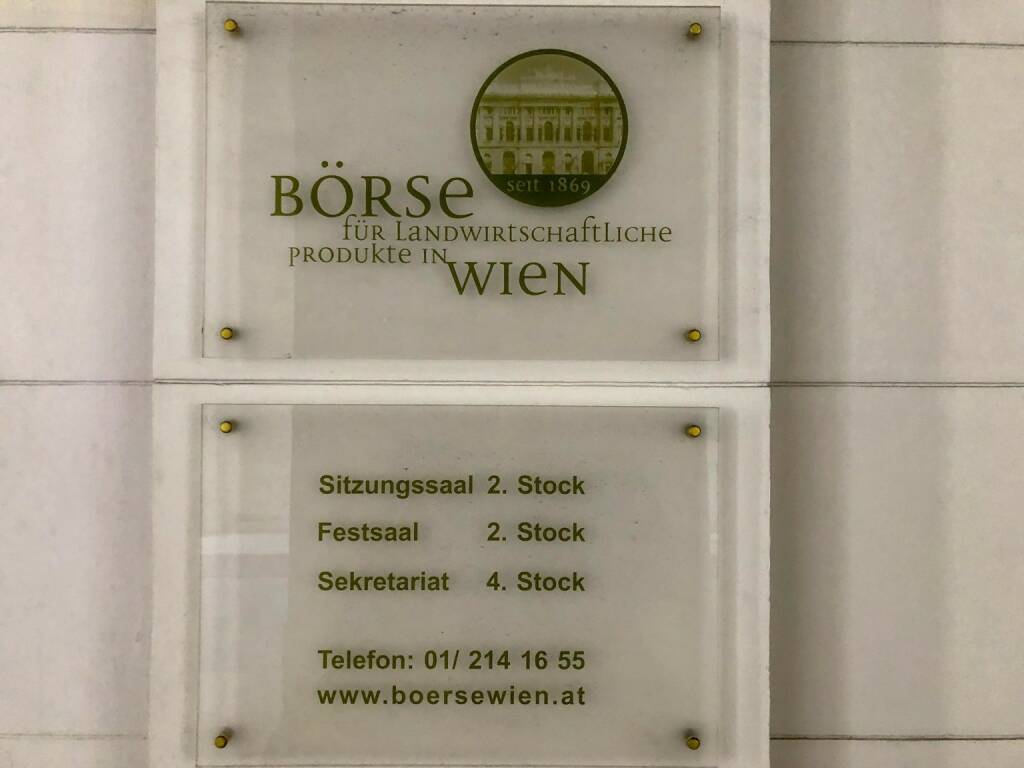 seit 1869
BÖRSe
für Landwirtschaftliche
produkte in
Wien
Sitzungssaal 2. Stock
Festsaal 2. Stock
Sekretariat 4. Stock
Telefon: 01/ 214 16 55
www.boersewien.at